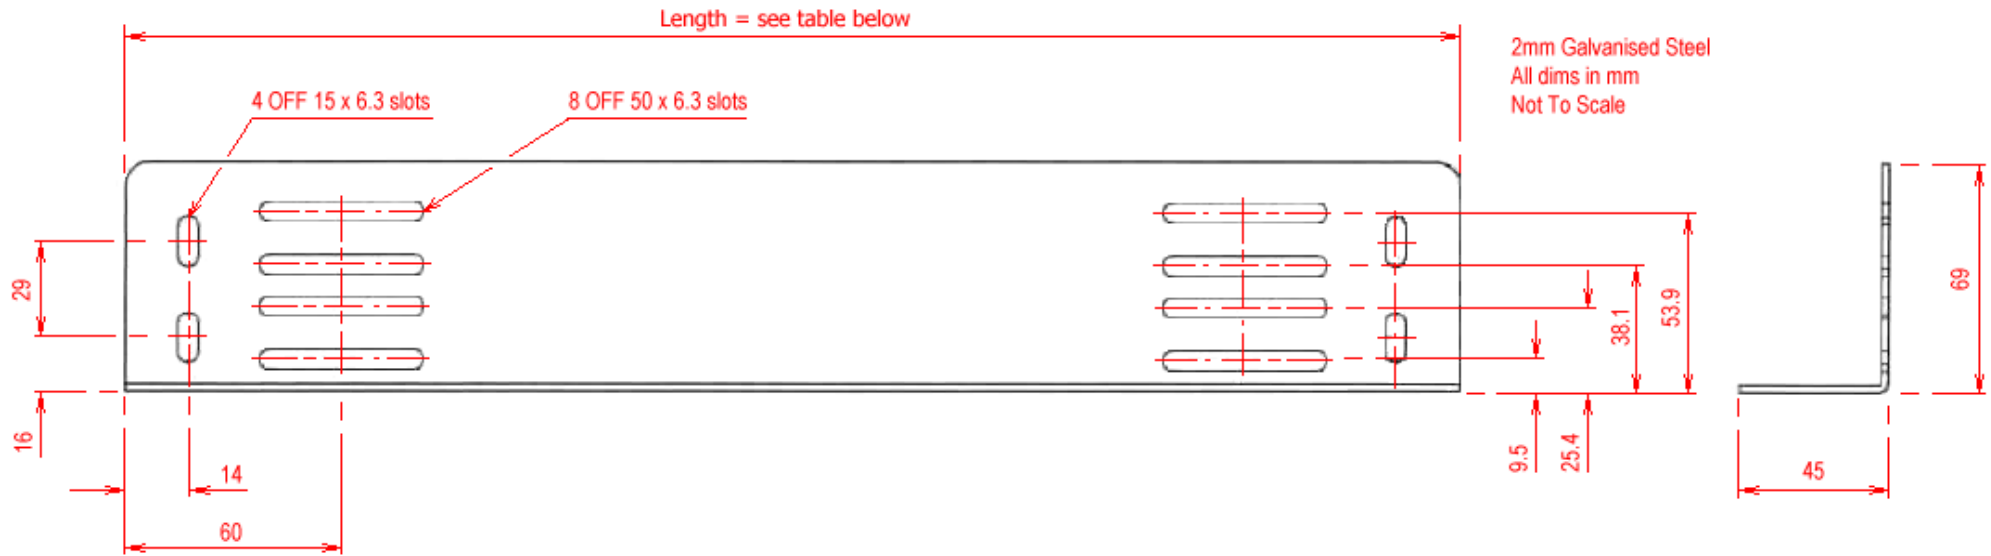 Length = see table below
2mm Galvanised Steel
All dims in mm
Not To Scale
4 OFF 15 x 6.3 slots
8 OFF 50 x 6.3 slots
29
16
14
60
9.5
25.4
38.1
53.9
69
45